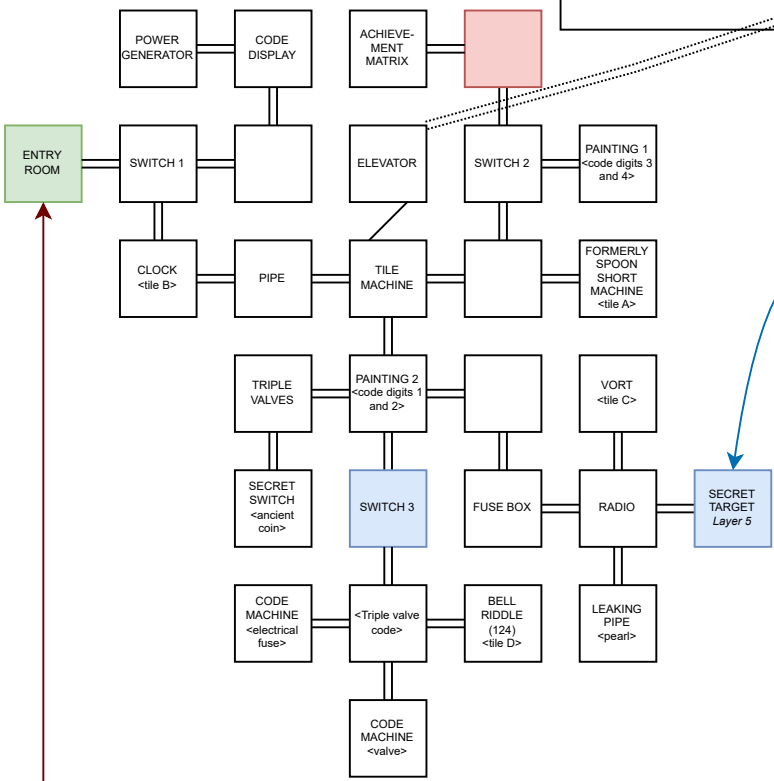 POWER
GENERATOR
CODE
DISPLAY
ACHIEVE-
MENT
MATRIX
ENTRY
ROOM
SWITCH 1
ELEVATOR
SWITCH 2
PAINTING 1
<code digits 3
and 4>
CLOCK
<tile B>
PIPE
TILE
MACHINE
FORMERLY
SPOON
SHORT
MACHINE
<tile A>
TRIPLE
VALVES
PAINTING 2
<code digits 1
and 2>
VORT
<tile C>
SECRET
SWITCH
<ancient
coin>
SWITCH 3
FUSE BOX
RADIO
SECRET
TARGET
Layer 5
CODE
MACHINE
<electrical
fuse>
<Triple valve
code>
BELL
RIDDLE
(124)
<tile D>
LEAKING
PIPE
<pearl>
CODE
MACHINE
<valve>